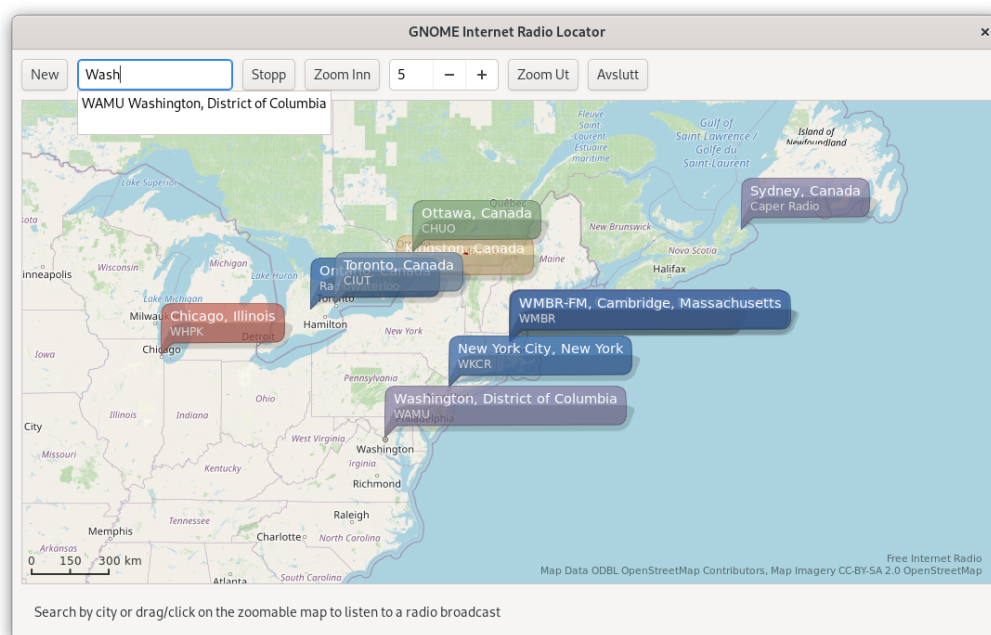 GNOME Internet Radio Locator
×
New
Wash
Stopp
Zoom Inn
5
−
+
Zoom Ut
Avslutt
WAMU Washington, District of Columbia
Fleuve
Saint-
Laurent,
Estuaire
maritime
Gulf of
Saint Lawrence /
Golfe du
Saint-Laurent
Island of
Newfoundland
Lake Superior
Sydney, Canada
Caper Radio
Québec
Ottawa, Canada
CHUO
New Brunswick
Kingston, Canada
Maine
Nova Scotia
Halifax
Toronto, Canada
CIUT
Wisconsin
Michigan
Lake Huron
inneapolis
Toronto
Lake Michigan
WMBR-FM, Cambridge, Massachusetts
WMBR
Milwau
Chicago, Illinois
WHPK
Hamilton
New York
Detroit
Chicago
Iowa
New York City, New York
WKCR
Pennsylvania
Washington, District of Columbia
WAMU
Philadelphia
Ohio
Illinois
Indiana
City
West Virginia
Washington
Missouri
Virginia
Kentucky
Richmond
Raleigh
Tennessee
Memphis
Charlotte
North Carolina
Arkansas
0 150 300 km
Atlanta
South Carolina
Free Internet Radio
Map Data ODBL OpenStreetMap Contributors, Map Imagery CC-BY-SA 2.0 OpenStreetMap
Search by city or drag/click on the zoomable map to listen to a radio broadcast